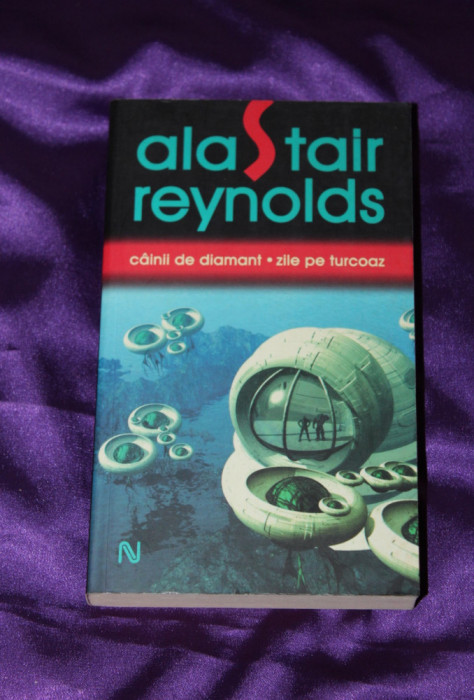 alastair
reynolds
câinii de diamant • zile pe turcoaz
N